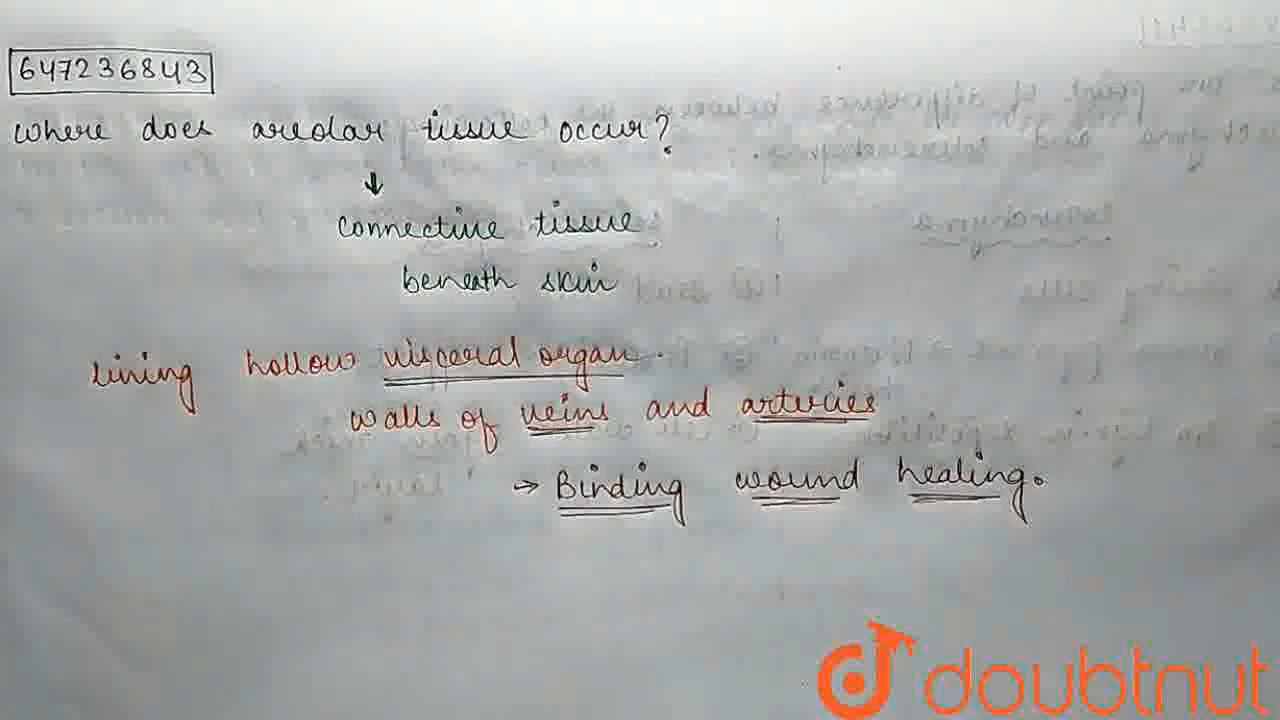 647236843
where does areolar tissue occur?
↓
connective tissue
beneath skin
lining hollow visceral organ.
walls of veins and arteries
→ Binding wound healing.
doubtnut